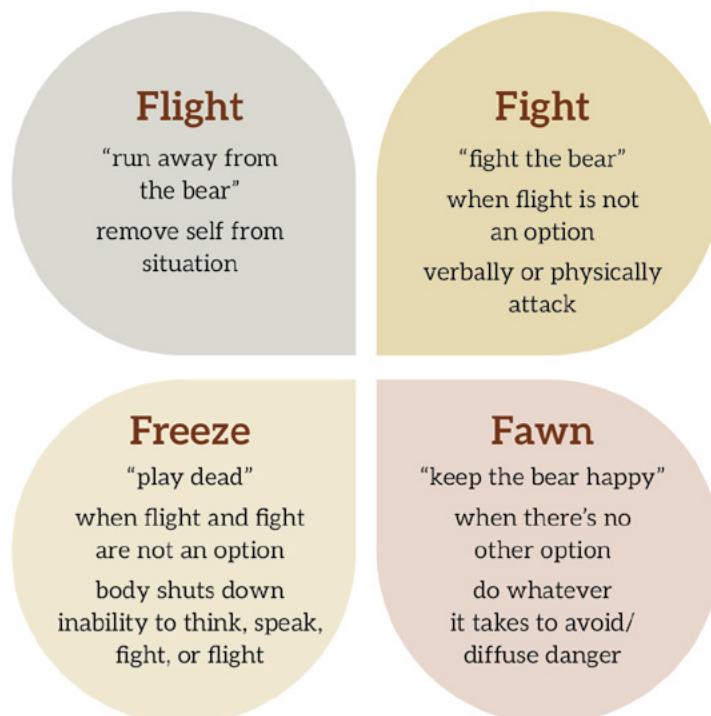 Flight
“run away from
the bear”
remove self from
situation
Fight
“fight the bear”
when flight is not
an option
verbally or physically
attack
Freeze
“play dead”
when flight and fight
are not an option
body shuts down
inability to think, speak,
fight, or flight
Fawn
“keep the bear happy”
when there’s no
other option
do whatever
it takes to avoid/
diffuse danger